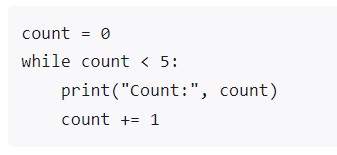 count = 0
while count < 5:
    print("Count:", count)
    count += 1